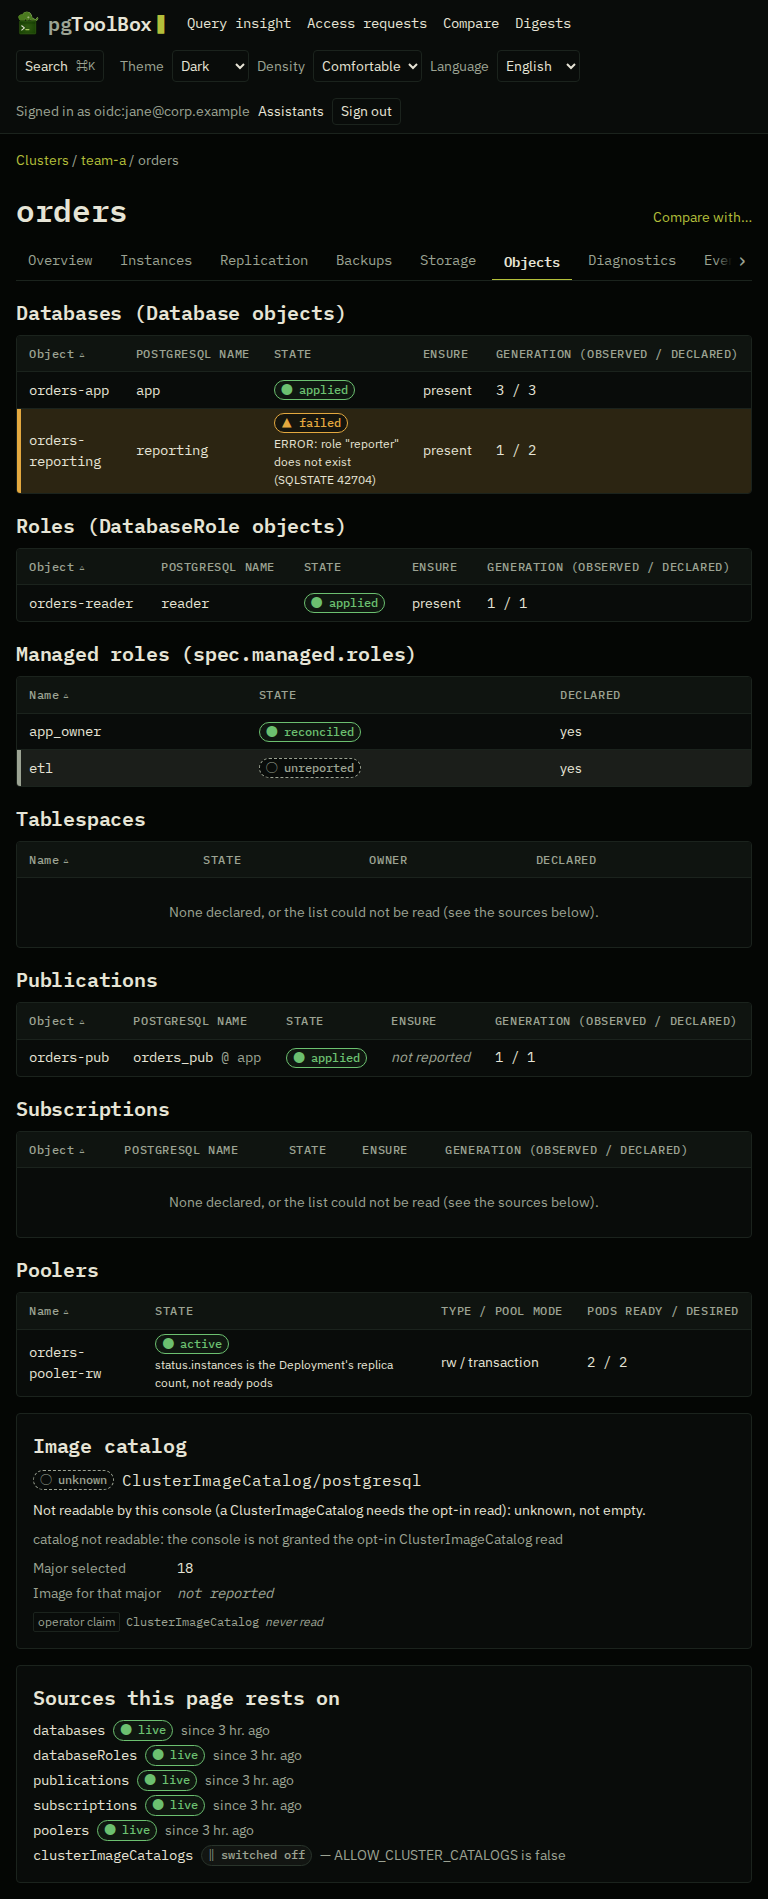 pgToolBox Query insight Access requests Compare Digests
Search ⌘K Theme Dark Density Comfortable Language English
Signed in as oidc:jane@corp.example Assistants Sign out
Clusters / team-a / orders
orders
Compare with...
Overview Instances Replication Backups Storage Objects Diagnostics
Databases (Database objects)
Object POSTGRESQL NAME STATE ENSURE GENERATION (OBSERVED / DECLARED)
orders-app app applied present 3 / 3
orders-reporting reporting failed present 1 / 2
ERROR: role "reporter"
does not exist
(SQLSTATE 42704)
Roles (DatabaseRole objects)
Object POSTGRESQL NAME STATE ENSURE GENERATION (OBSERVED / DECLARED)
orders-reader reader applied present 1 / 1
Managed roles (spec.managed.roles)
Name STATE DECLARED
app_owner reconciled yes
etl unreported yes
Tablespaces
Name STATE OWNER DECLARED
None declared, or the list could not be read (see the sources below).
Publications
Object POSTGRESQL NAME STATE ENSURE GENERATION (OBSERVED / DECLARED)
orders-pub orders_pub @ app applied not reported 1 / 1
Subscriptions
Object POSTGRESQL NAME STATE ENSURE GENERATION (OBSERVED / DECLARED)
None declared, or the list could not be read (see the sources below).
Poolers
Name STATE TYPE / POOL MODE PODS READY / DESIRED
orders-pooler-rw active rw / transaction 2 / 2
status.instances is the Deployment's replica
count, not ready pods
Image catalog
unknown ClusterImageCatalog/postgresql
Not readable by this console (a ClusterImageCatalog needs the opt-in read): unknown, not empty.
catalog not readable: the console is not granted the opt-in ClusterImageCatalog read
Major selected 18
Image for that major not reported
operator claim ClusterImageCatalog never read
Sources this page rests on
databases live since 3 hr. ago
databaseRoles live since 3 hr. ago
publications live since 3 hr. ago
subscriptions live since 3 hr. ago
poolers live since 3 hr. ago
clusterImageCatalogs switched off — ALLOW_CLUSTER_CATALOGS is false